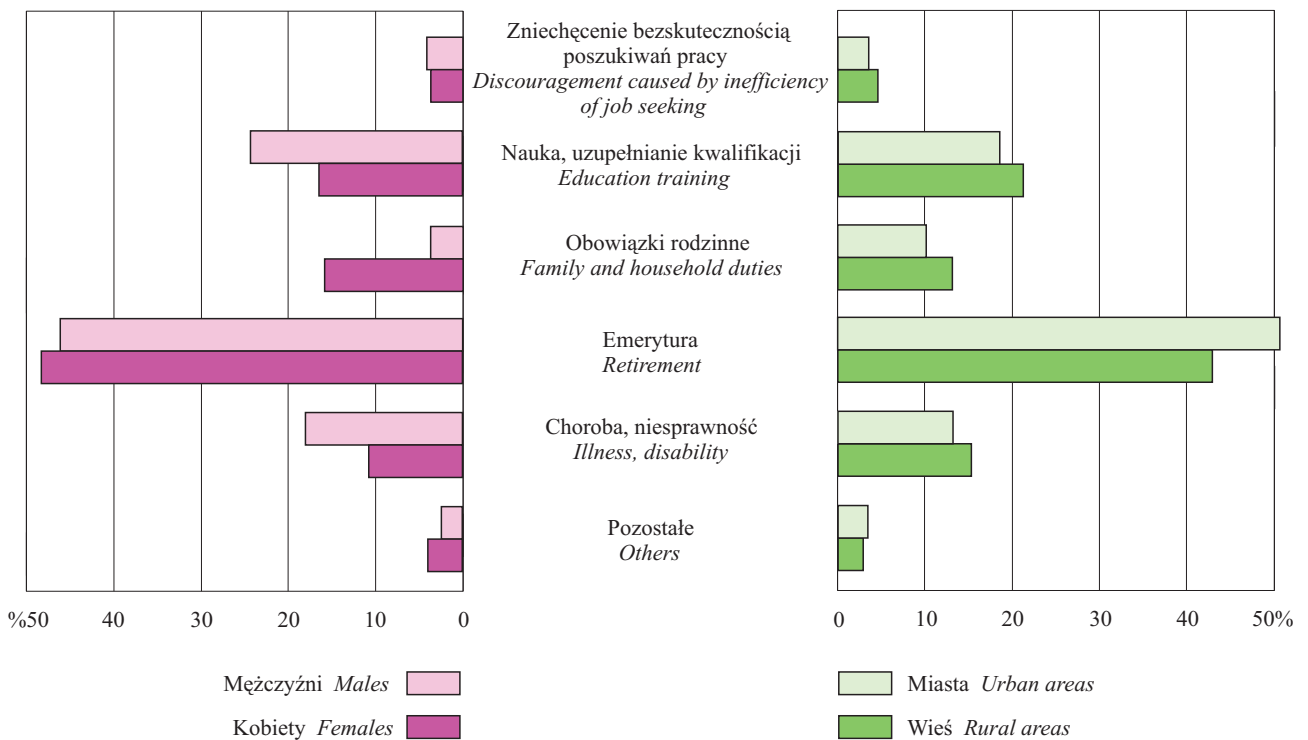 Zniechęcenie bezskutecznością
poszukiwań pracy
Discouragement caused by inefficiency
of job seeking
Nauka, uzupełnianie kwalifikacji
Education training
Obowiązki rodzinne
Family and household duties
Emerytura
Retirement
Choroba, niesprawność
Illness, disability
Pozostałe
Others
%50 40 30 20 10 0
0 10 20 30 40 50%
Mężczyźni Males
Kobiety Females
Miasta Urban areas
Wieś Rural areas